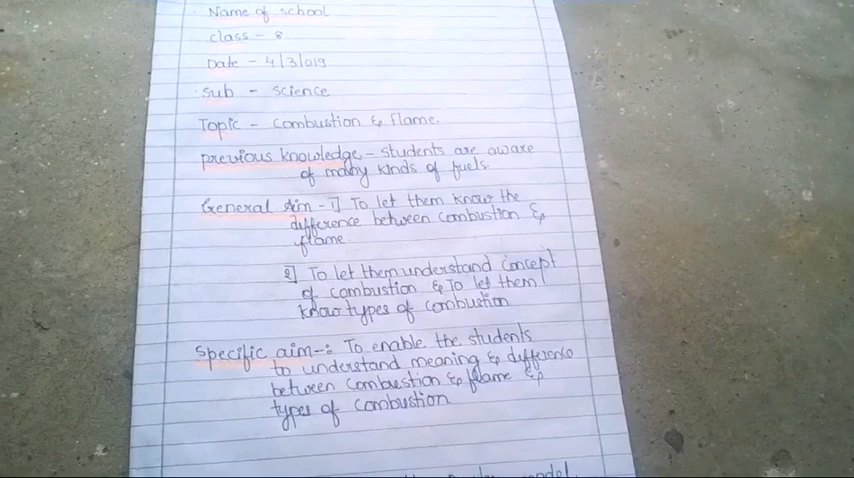 Name of school
class - 8
Date - 4/3/019
Sub - Science
Topic - Combustion & flame.
previous knowledge - students are aware
of many kinds of fuels
General Aim - 1] To let them know the
difference between combustion &
flame.
2] To let them understand concept
of combustion & To let them
know types of combustion
Specific aim -: To enable the students
to understand meaning & difference
between combustion & flame &
types of combustion
model.